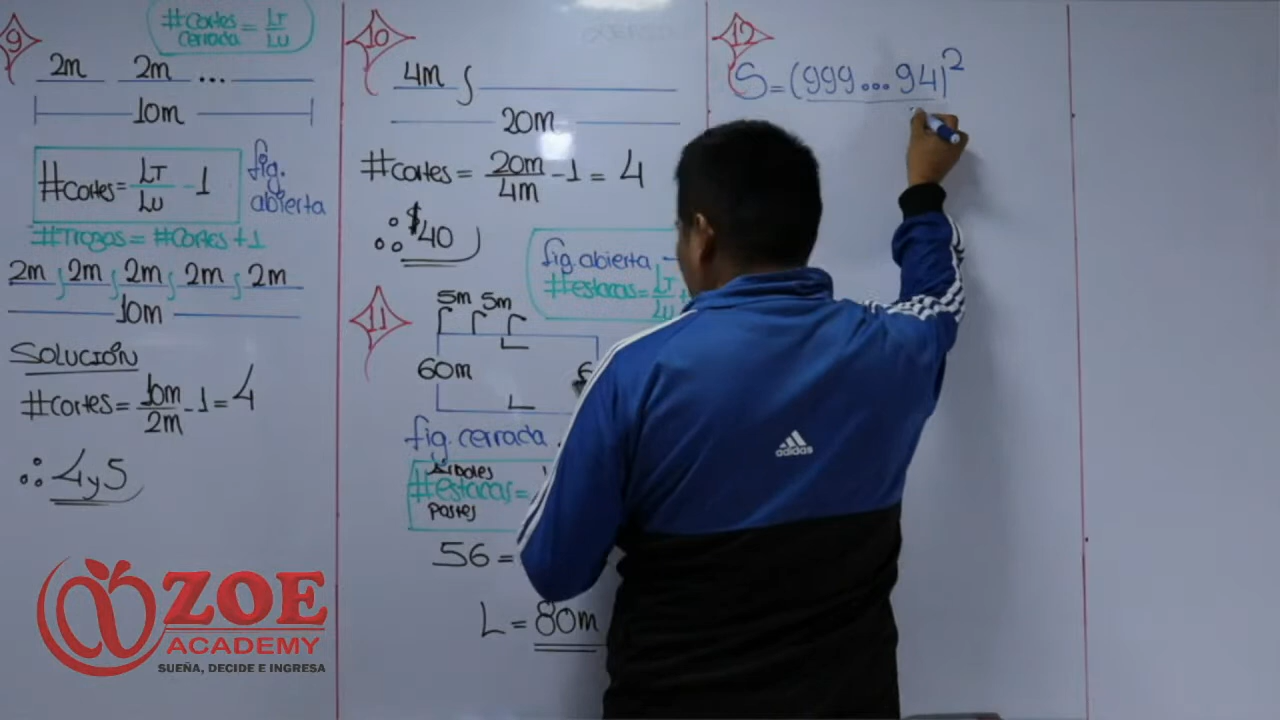 9
#Cortes = LT/LU
cerrada
2m 2m ...
10m
#Cortes = LT/LU - 1
fig. abierta
#Trozos = #Cortes + 1
2m 2m 2m 2m 2m
10m
SOLUCIÓN
#Cortes = 10m/2m - 1 = 4
∴ 4 y 5
10
4m
20m
#Cortes = 20m/4m - 1 = 4
∴ $40
fig. abierta
#estacas = LT/LU
11
5m 5m
60m
fig. cerrada
Árboles
#estacas =
postes
56 =
L = 80m
12
S = (999...94)²
adidas
ZOE
ACADEMY
SUEÑA, DECIDE E INGRESA